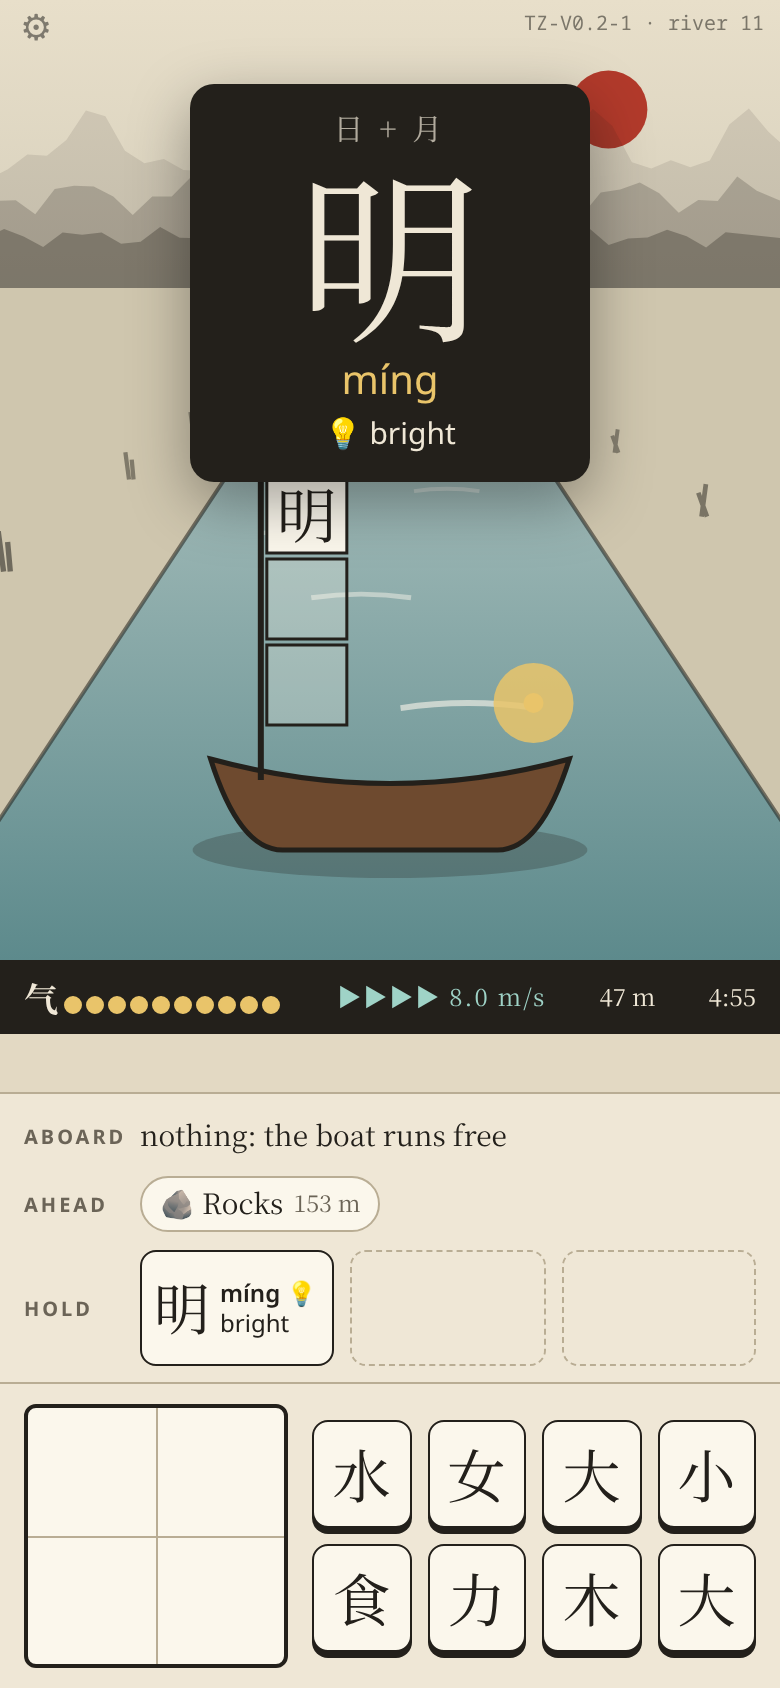 TZ-V0.2-1 · river 11
日 + 月
明
míng
💡 bright
明
气 8.0 m/s 47 m 4:55
ABOARD nothing: the boat runs free
AHEAD Rocks 153 m
HOLD 明 míng 💡
bright
水 女 大 小
食 力 木 大